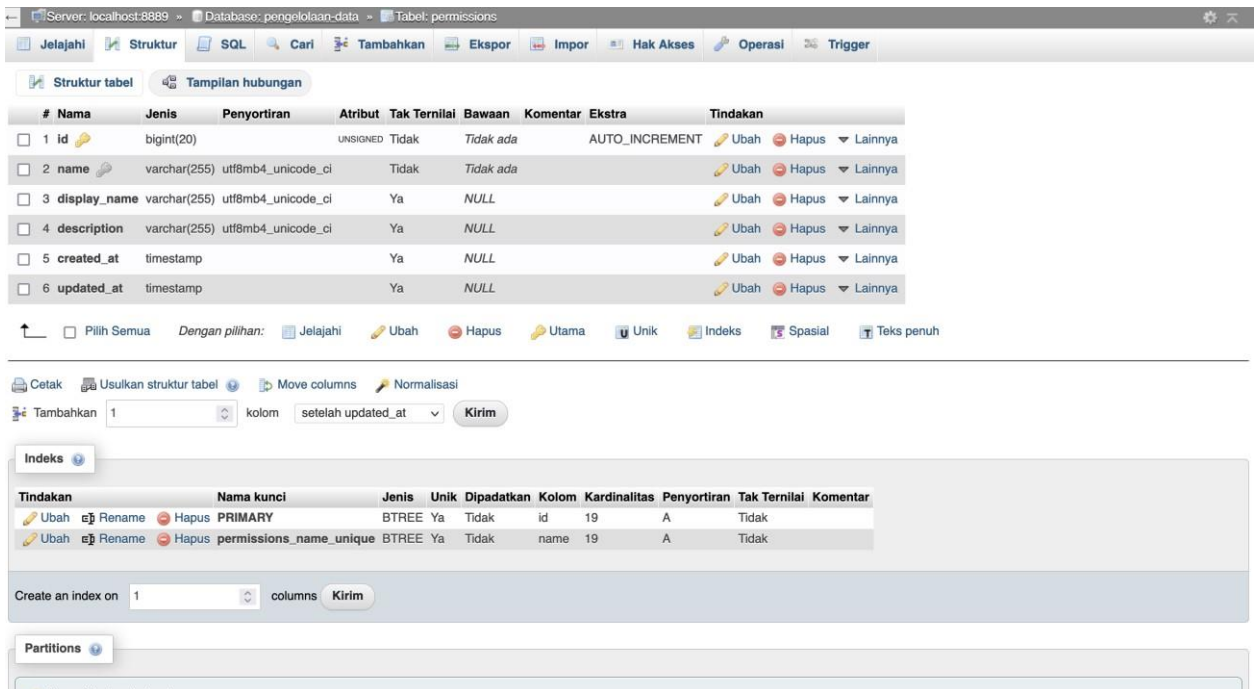 Server: localhost:8889 » Database: pengelolaan-data » Tabel: permissions
Jelajahi Struktur SQL Cari Tambahkan Ekspor Impor Hak Akses Operasi Trigger
Struktur tabel Tampilan hubungan
# Nama Jenis Penyortiran Atribut Tak Ternilai Bawaan Komentar Ekstra Tindakan
1 id bigint(20) UNSIGNED Tidak Tidak ada AUTO_INCREMENT Ubah Hapus Lainnya
2 name varchar(255) utf8mb4_unicode_ci Tidak Tidak ada Ubah Hapus Lainnya
3 display_name varchar(255) utf8mb4_unicode_ci Ya NULL Ubah Hapus Lainnya
4 description varchar(255) utf8mb4_unicode_ci Ya NULL Ubah Hapus Lainnya
5 created_at timestamp Ya NULL Ubah Hapus Lainnya
6 updated_at timestamp Ya NULL Ubah Hapus Lainnya
Pilih Semua Dengan pilihan: Jelajahi Ubah Hapus Utama Unik Indeks Spasial Teks penuh
Cetak Usulkan struktur tabel Move columns Normalisasi
Tambahkan 1 kolom setelah updated_at Kirim
Indeks
Tindakan Nama kunci Jenis Unik Dipadatkan Kolom Kardinalitas Penyortiran Tak Ternilai Komentar
Ubah Rename Hapus PRIMARY BTREE Ya Tidak id 19 A Tidak
Ubah Rename Hapus permissions_name_unique BTREE Ya Tidak name 19 A Tidak
Create an index on 1 columns Kirim
Partitions